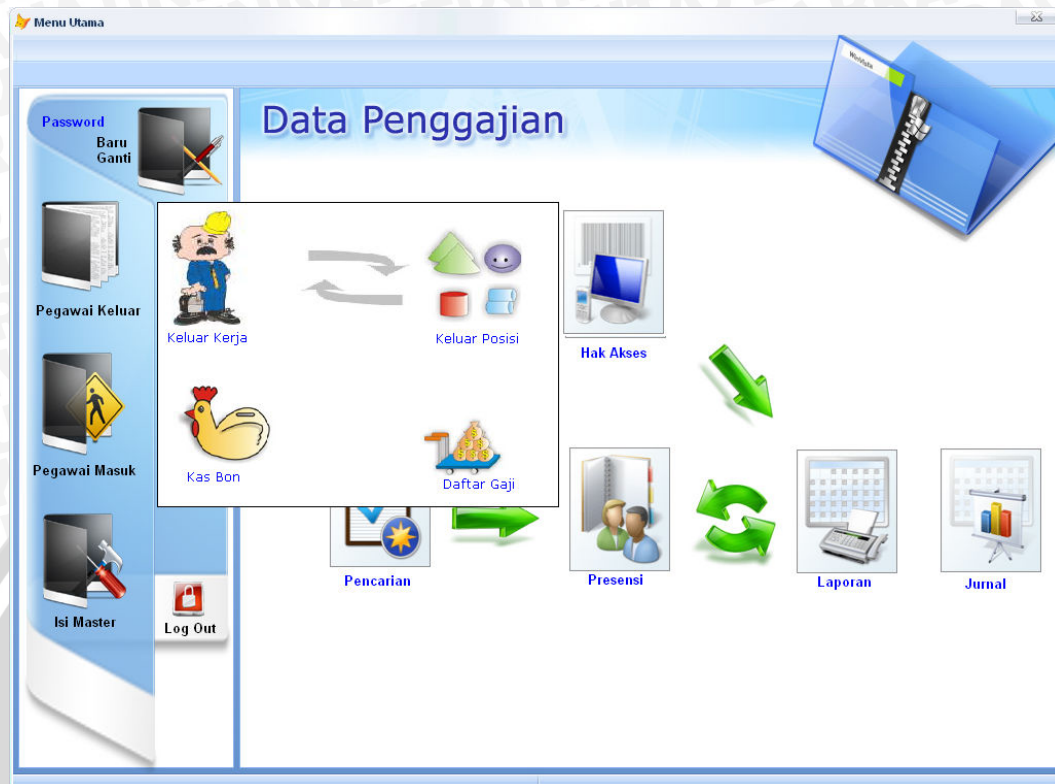 Menu Utama
Data Penggajian
Password
Baru
Ganti
Pegawai Keluar
Pegawai Masuk
Isi Master
Log Out
Keluar Kerja
Keluar Posisi
Kas Bon
Daftar Gaji
Hak Akses
Pencarian
Presensi
Laporan
Jurnal